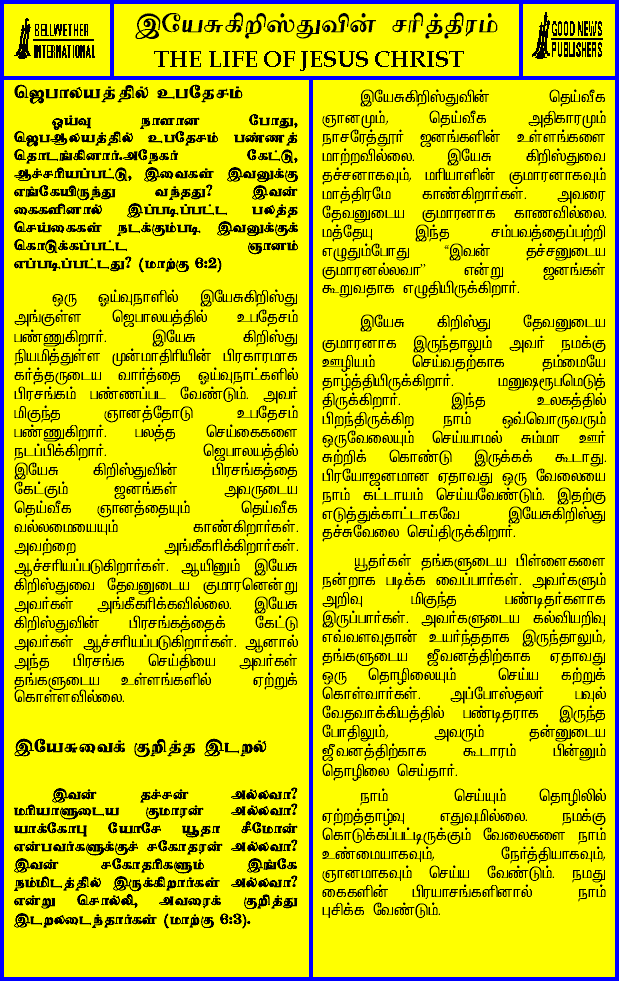 BELLWETHER
INTERNATIONAL
இயேசுகிறிஸ்துவின் சரித்திரம்
THE LIFE OF JESUS CHRIST
GOOD NEWS
PUBLISHERS
ஜெபாலயத்தில் உபதேசம்
ஓய்வு நாளான போது,
ஜெபஆலயத்தில் உபதேசம் பண்ணத்
தொடங்கினார்.அநேகர் கேட்டு,
ஆச்சரியப்பட்டு, இவைகள் இவனுக்கு
எங்கேயிருந்து வந்தது? இவன்
கைகளினால் இப்படிப்பட்ட பலத்த
செய்கைகள் நடக்கும்படி இவனுக்குக்
கொடுக்கப்பட்ட ஞானம்
எப்படிப்பட்டது? (மாற்கு 6:2)
ஒரு ஓய்வுநாளில் இயேசுகிறிஸ்து
அங்குள்ள ஜெபாலயத்தில் உபதேசம்
பண்ணுகிறார். இயேசு கிறிஸ்து
நியமித்துள்ள முன்மாதிரியின் பிரகாரமாக
கர்த்தருடைய வார்த்தை ஓய்வுநாட்களில்
பிரசங்கம் பண்ணப்பட வேண்டும். அவர்
மிகுந்த ஞானத்தோடு உபதேசம்
பண்ணுகிறார். பலத்த செய்கைகளை
நடப்பிக்கிறார். ஜெபாலயத்தில்
இயேசு கிறிஸ்துவின் பிரசங்கத்தை
கேட்கும் ஜனங்கள் அவருடைய
தெய்வீக ஞானத்தையும் தெய்வீக
வல்லமையையும் காண்கிறார்கள்.
அவற்றை அங்கீகரிக்கிறார்கள்.
ஆச்சரியப்படுகிறார்கள். ஆயினும் இயேசு
கிறிஸ்துவை தேவனுடைய குமாரனென்று
அவர்கள் அங்கீகரிக்கவில்லை. இயேசு
கிறிஸ்துவின் பிரசங்கத்தைக் கேட்டு
அவர்கள் ஆச்சரியப்படுகிறார்கள். ஆனால்
அந்த பிரசங்க செய்தியை அவர்கள்
தங்களுடைய உள்ளங்களில் ஏற்றுக்
கொள்ளவில்லை.
இயேசுவைக் குறித்த இடறல்
இவன் தச்சன் அல்லவா?
மரியாளுடைய குமாரன் அல்லவா?
யாக்கோபு யோசே யூதா சீமோன்
என்பவர்களுக்குச் சகோதரன் அல்லவா?
இவன் சகோதரிகளும் இங்கே
நம்மிடத்தில் இருக்கிறார்கள் அல்லவா?
என்று சொல்லி, அவரைக் குறித்து
இடறலடைந்தார்கள் (மாற்கு 6:3).
இயேசுகிறிஸ்துவின் தெய்வீக
ஞானமும், தெய்வீக அதிகாரமும்
நாசரேத்தூர் ஜனங்களின் உள்ளங்களை
மாற்றவில்லை. இயேசு கிறிஸ்துவை
தச்சனாகவும், மரியாளின் குமாரனாகவும்
மாத்திரமே காண்கிறார்கள். அவரை
தேவனுடைய குமாரனாக காணவில்லை.
மத்தேயு இந்த சம்பவத்தைப்பற்றி
எழுதும்போது “இவன் தச்சனுடைய
குமாரனல்லவா” என்று ஜனங்கள்
கூறுவதாக எழுதியிருக்கிறார்.
இயேசு கிறிஸ்து தேவனுடைய
குமாரனாக இருந்தாலும் அவர் நமக்கு
ஊழியம் செய்வதற்காக தம்மையே
தாழ்த்தியிருக்கிறார். மனுஷரூபமெடுத்
திருக்கிறார். இந்த உலகத்தில்
பிறந்திருக்கிற நாம் ஒவ்வொருவரும்
ஒருவேலையும் செய்யாமல் சும்மா ஊர்
சுற்றிக் கொண்டு இருக்கக் கூடாது.
பிரயோஜனமான ஏதாவது ஒரு வேலையை
நாம் கட்டாயம் செய்யவேண்டும். இதற்கு
எடுத்துக்காட்டாகவே இயேசுகிறிஸ்து
தச்சுவேலை செய்திருக்கிறார்.
யூதர்கள் தங்களுடைய பிள்ளைகளை
நன்றாக படிக்க வைப்பார்கள். அவர்களும்
அறிவு மிகுந்த பண்டிதர்களாக
இருப்பார்கள். அவர்களுடைய கல்வியறிவு
எவ்வளவுதான் உயர்ந்ததாக இருந்தாலும்,
தங்களுடைய ஜீவனத்திற்காக ஏதாவது
ஒரு தொழிலையும் செய்ய கற்றுக்
கொள்வார்கள். அப்போஸ்தலர் பவுல்
வேதவாக்கியத்தில் பண்டிதராக இருந்த
போதிலும், அவரும் தன்னுடைய
ஜீவனத்திற்காக கூடாரம் பின்னும்
தொழிலை செய்தார்.
நாம் செய்யும் தொழிலில்
ஏற்றத்தாழ்வு எதுவுமில்லை. நமக்கு
கொடுக்கப்பட்டிருக்கும் வேலைகளை நாம்
உண்மையாகவும், நேர்த்தியாகவும்,
ஞானமாகவும் செய்ய வேண்டும். நமது
கைகளின் பிரயாசங்களினால் நாம்
புசிக்க வேண்டும்.